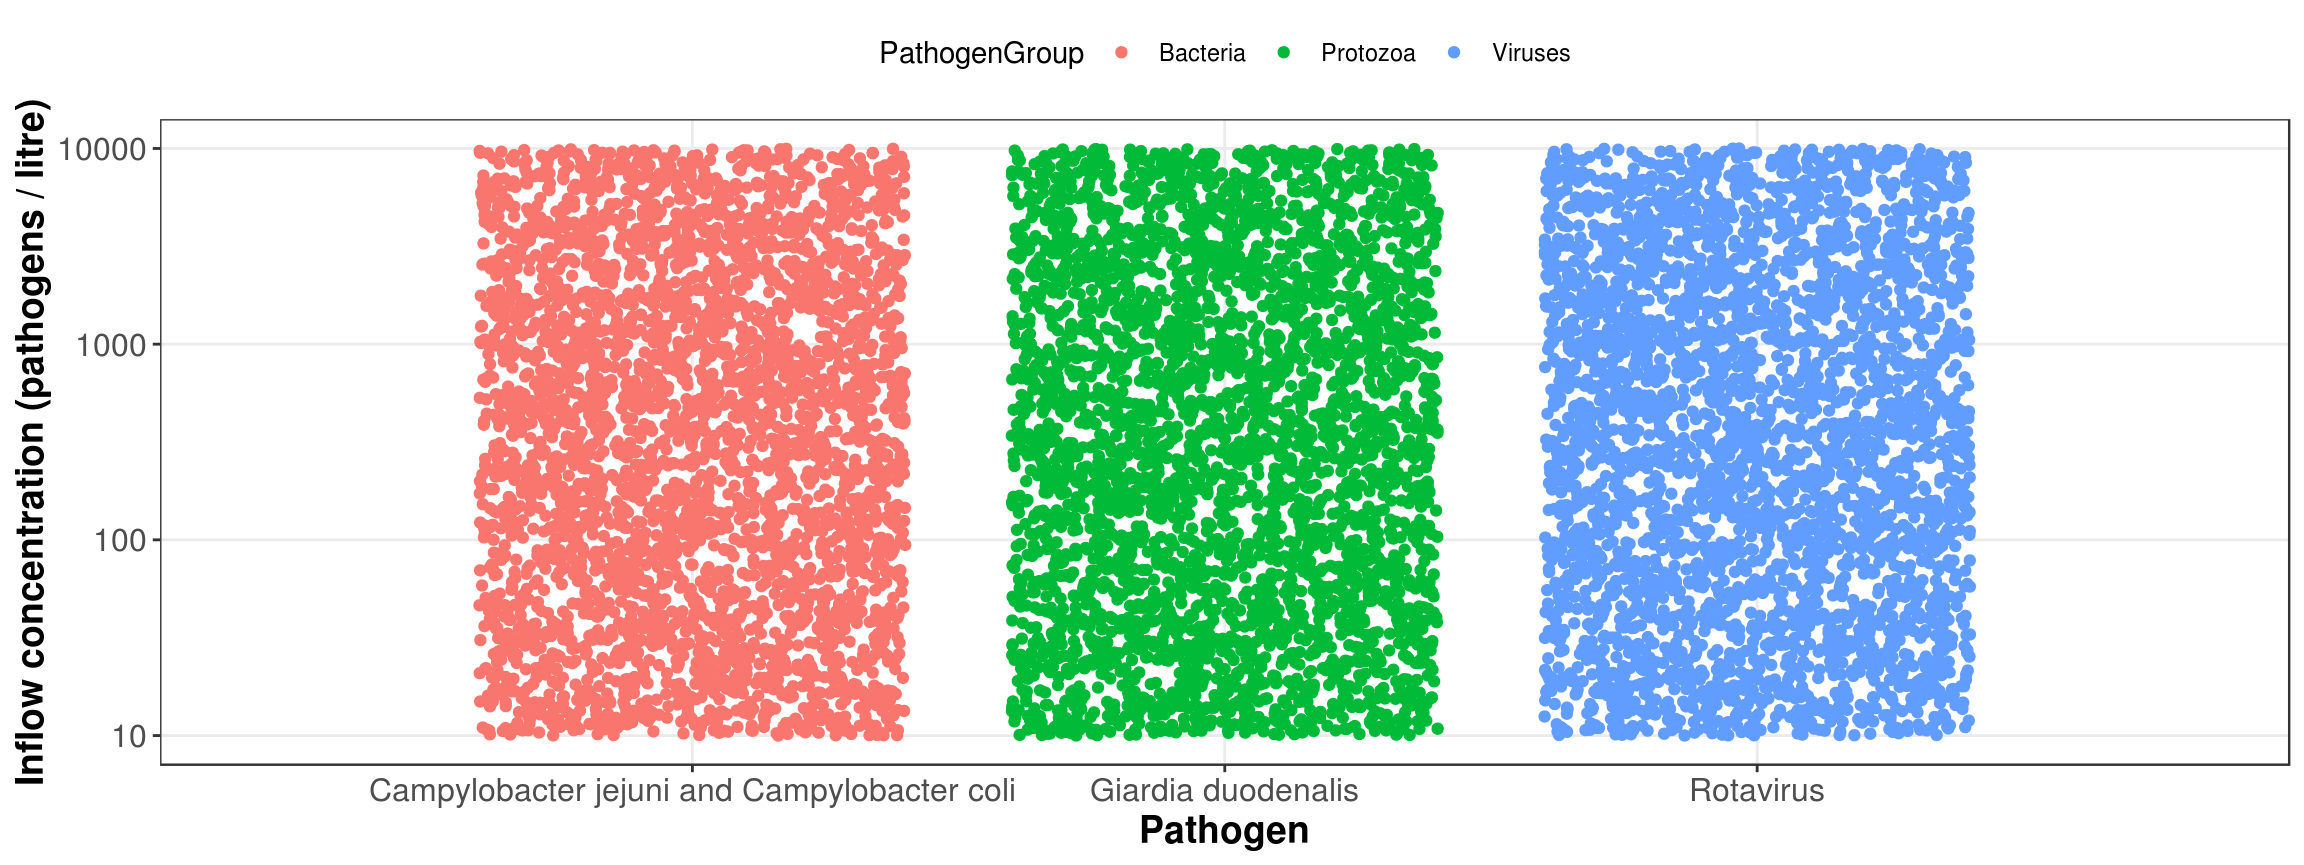 PathogenGroup Bacteria Protozoa Viruses
Inflow concentration (pathogens / litre)
10000
1000
100
10
Campylobacter jejuni and Campylobacter coli Giardia duodenalis Rotavirus
Pathogen